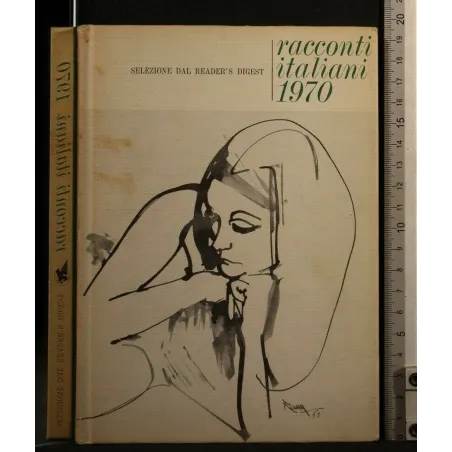 SELEZIONE DAL READER'S DIGEST
racconti
italiani
1970
racconti italiani 1970